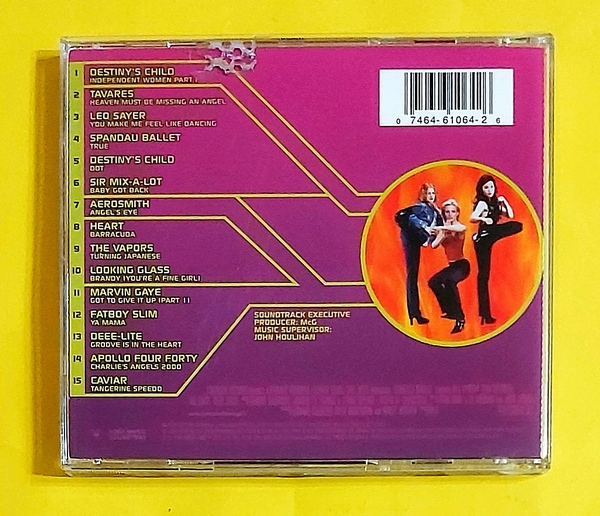 1 DESTINY'S CHILD
INDEPENDENT WOMEN PART I
2 TAVARES
HEAVEN MUST BE MISSING AN ANGEL
3 LEO SAYER
YOU MAKE ME FEEL LIKE DANCING
4 SPANDAU BALLET
TRUE
5 DESTINY'S CHILD
DOT
6 SIR MIX-A-LOT
BABY GOT BACK
7 AEROSMITH
ANGEL'S EYE
8 HEART
BARRACUDA
9 THE VAPORS
TURNING JAPANESE
10 LOOKING GLASS
BRANDY (YOU'RE A FINE GIRL)
11 MARVIN GAYE
GOT TO GIVE IT UP (PART 1)
12 FATBOY SLIM
YA MAMA
13 DEEE-LITE
GROOVE IS IN THE HEART
14 APOLLO FOUR FORTY
CHARLIE'S ANGELS 2000
15 CAVIAR
TANGERINE SPEEDO
SOUNDTRACK EXECUTIVE
PRODUCER: McG
MUSIC SUPERVISOR:
JOHN HOULIHAN
0 7464-61064-2 6